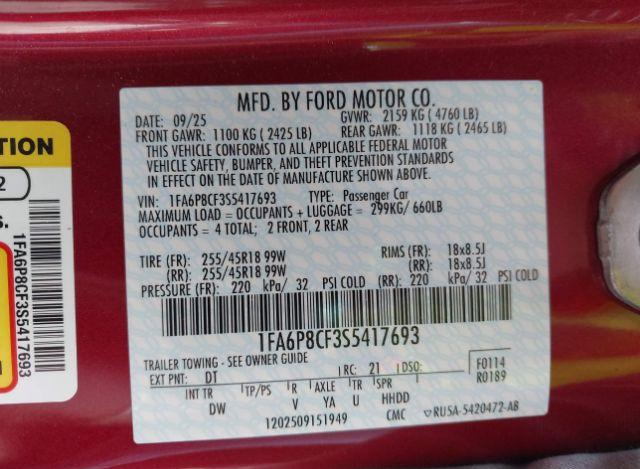 MFD. BY FORD MOTOR CO.
DATE: 09/25 GVWR: 2159 KG ( 4760 LB)
FRONT GAWR: 1100 KG ( 2425 LB) REAR GAWR: 1118 KG ( 2465 LB)
THIS VEHICLE CONFORMS TO ALL APPLICABLE FEDERAL MOTOR
VEHICLE SAFETY, BUMPER, AND THEFT PREVENTION STANDARDS
IN EFFECT ON THE DATE OF MANUFACTURE SHOWN ABOVE.
VIN: 1FA6P8CF3S5417693 TYPE: Passenger Car
MAXIMUM LOAD = OCCUPANTS + LUGGAGE = 299KG/ 660LB
OCCUPANTS = 4 TOTAL; 2 FRONT, 2 REAR
TIRE (FR): 255/45R18 99W RIMS (FR): 18x8.5J
(RR): 255/45R18 99W (RR): 18x8.5J
PRESSURE (FR): 220 kPa/ 32 PSI COLD (RR): 220 kPa/ 32 PSI COLD
1FA6P8CF3S5417693
TRAILER TOWING - SEE OWNER GUIDE
EXT PNT: DT RC: 21 DSO: F0114
R0189
INT TR TP/PS R AXLE TR SPR
DW V YA U HHDD
1202509151949 CMC RUSA-5420472-AB
TION
2
s.
1FA6P8CF3S5417693